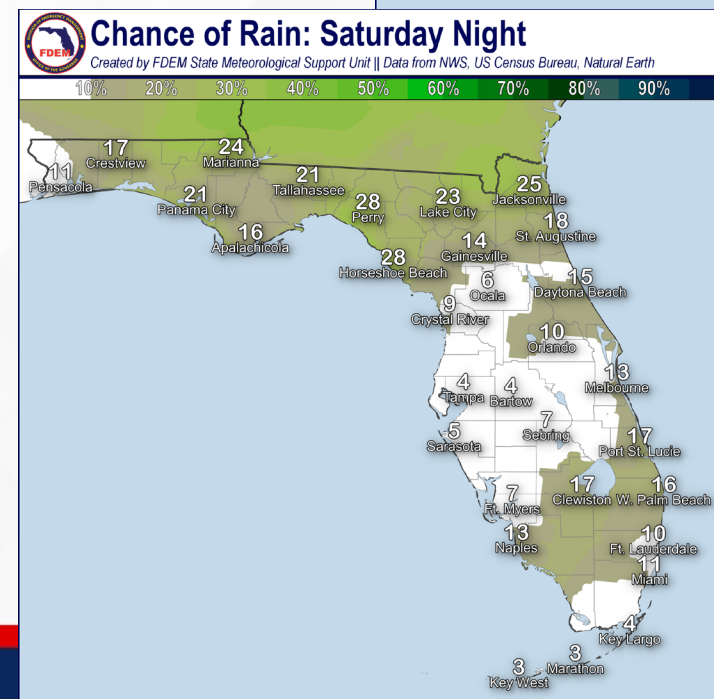 Chance of Rain: Saturday Night
FDEM
Created by FDEM State Meteorological Support Unit || Data from NWS, US Census Bureau, Natural Earth
10% 20% 30% 40% 50% 60% 70% 80% 90%
17
Crestview
24
Marianna
11
Pensacola
21
Tallahassee
21
Panama City
28
Perry
23
Lake City
25
Jacksonville
16
Apalachicola
18
St. Augustine
14
Gainesville
28
Horseshoe Beach
6
Ocala
15
Daytona Beach
9
Crystal River
10
Orlando
13
Melbourne
4
Tampa
4
Bartow
7
Sebring
5
Sarasota
17
Port St. Lucie
7
Ft. Myers
17
Clewiston
16
W. Palm Beach
13
Naples
10
Ft. Lauderdale
11
Miami
4
Key Largo
3
Marathon
3
Key West